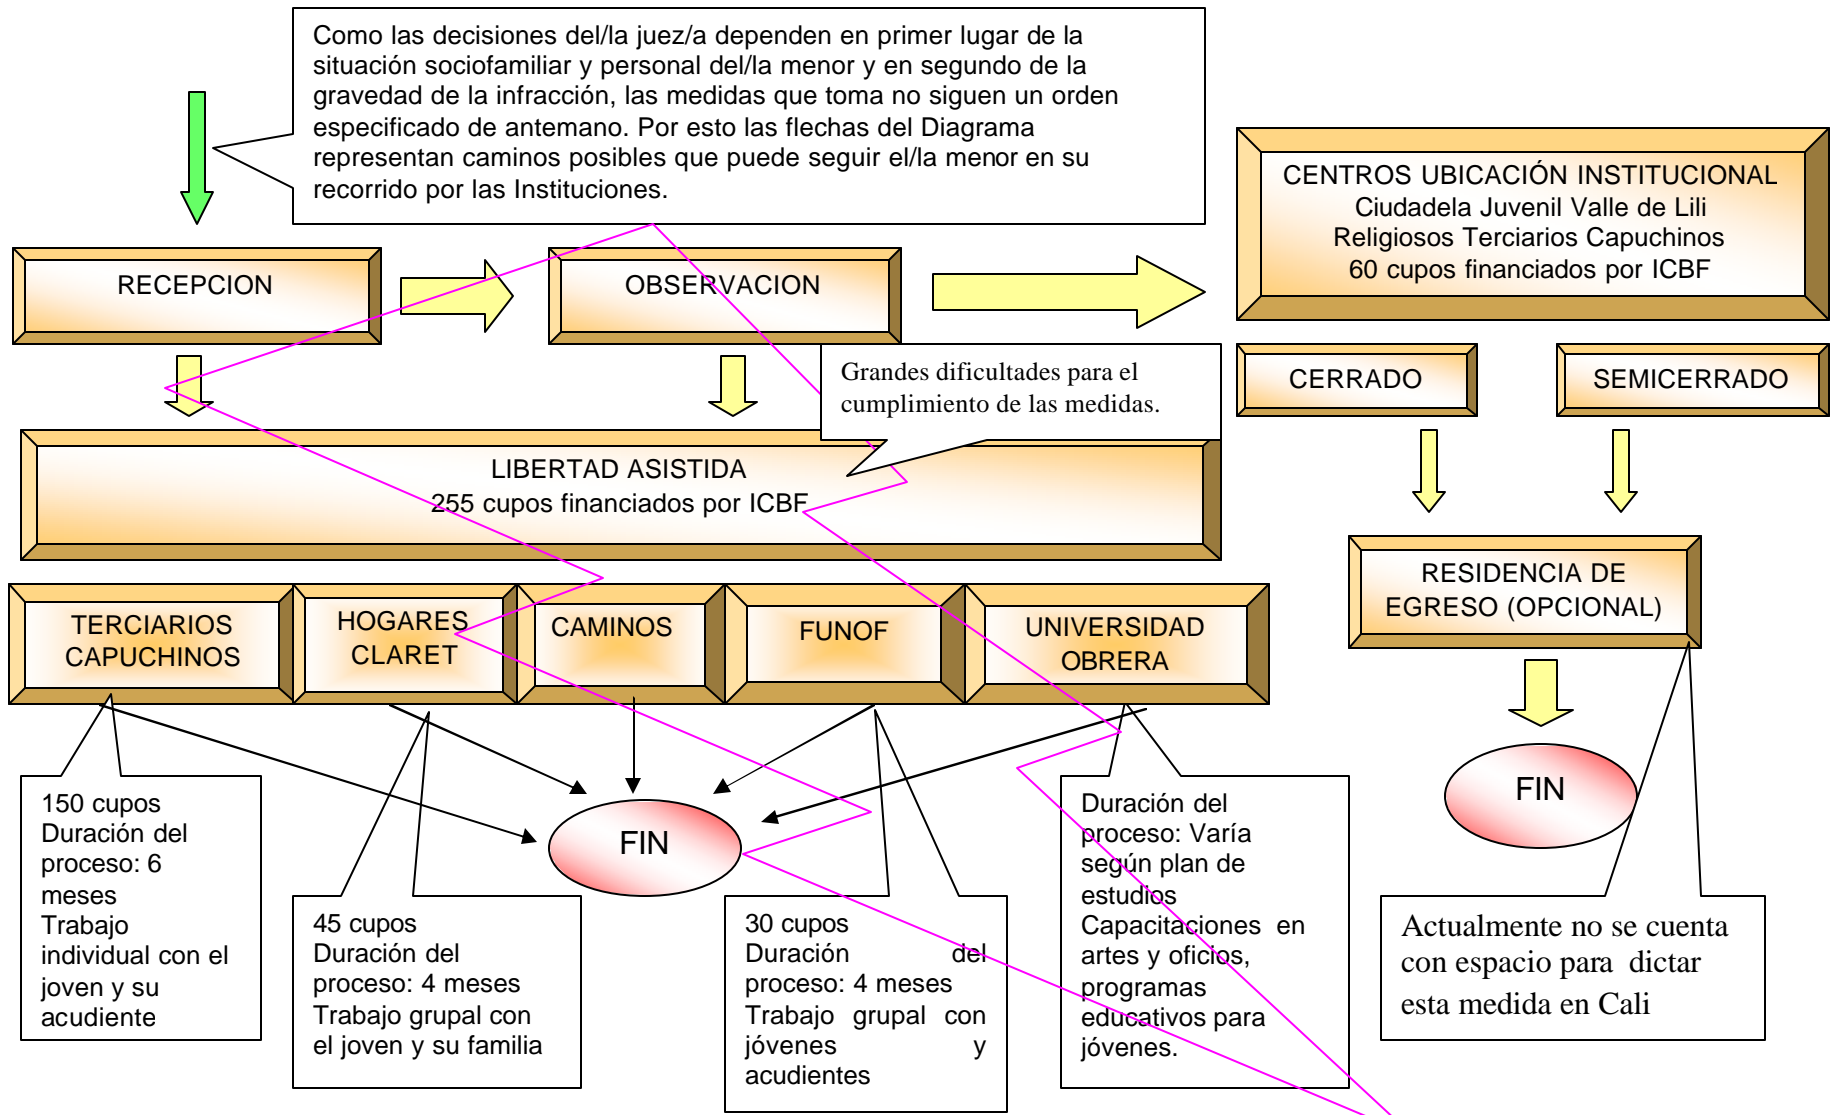 Como las decisiones del/la juez/a dependen en primer lugar de la
situación sociofamiliar y personal del/la menor y en segundo de la
gravedad de la infracción, las medidas que toma no siguen un orden
especificado de antemano. Por esto las flechas del Diagrama
representan caminos posibles que puede seguir el/la menor en su
recorrido por las Instituciones.
CENTROS UBICACIÓN INSTITUCIONAL
Ciudadela Juvenil Valle de Lili
Religiosos Terciarios Capuchinos
60 cupos financiados por ICBF
RECEPCION
OBSERVACION
Grandes dificultades para el
cumplimiento de las medidas.
CERRADO
SEMICERRADO
LIBERTAD ASISTIDA
255 cupos financiados por ICBF
RESIDENCIA DE
EGRESO (OPCIONAL)
TERCIARIOS
CAPUCHINOS
HOGARES
CLARET
CAMINOS
FUNOF
UNIVERSIDAD
OBRERA
FIN
FIN
150 cupos
Duración del
proceso: 6
meses
Trabajo
individual con el
joven y su
acudiente
45 cupos
Duración del
proceso: 4 meses
Trabajo grupal con
el joven y su familia
30 cupos
Duración del
proceso: 4 meses
Trabajo grupal con
jóvenes y
acudientes
Duración del
proceso: Varía
según plan de
estudios
Capacitaciones en
artes y oficios,
programas
educativos para
jóvenes.
Actualmente no se cuenta
con espacio para dictar
esta medida en Cali